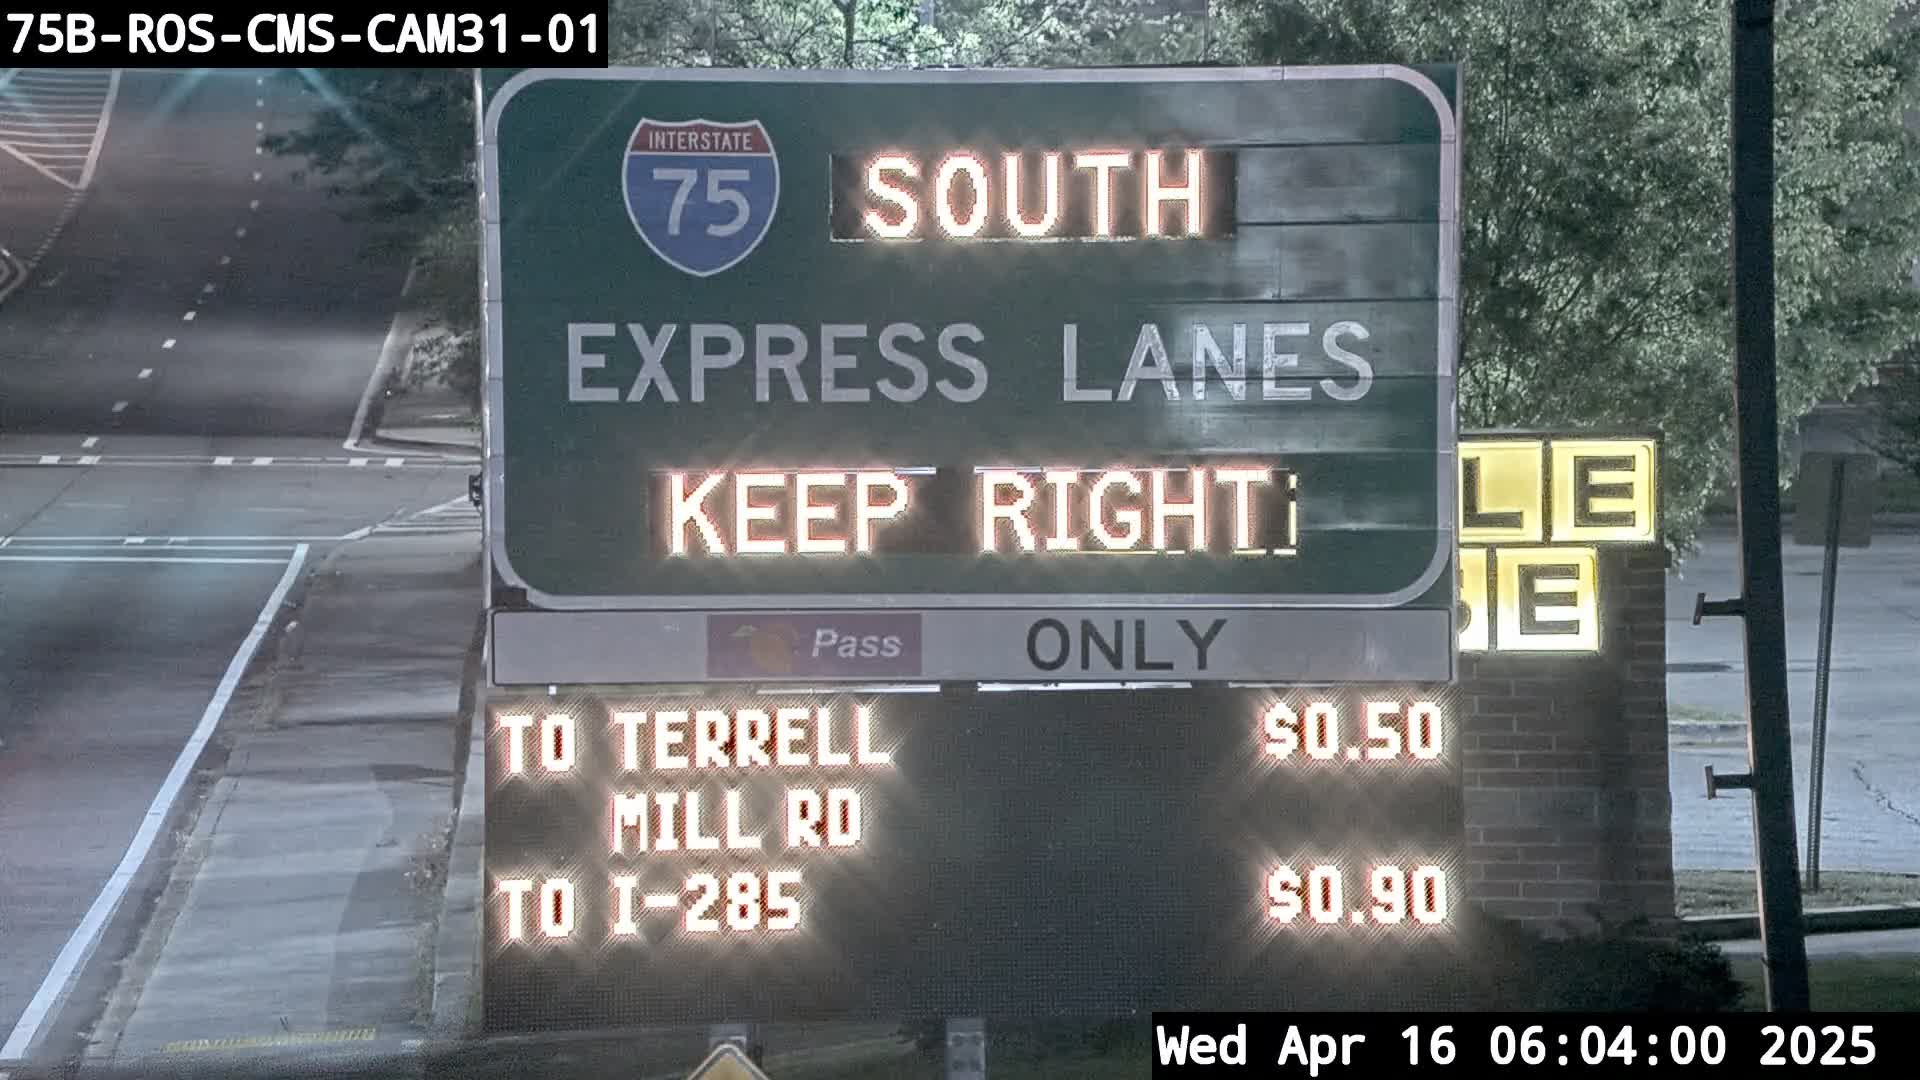 75B-ROS-CMS-CAM31-01
INTERSTATE
75
SOUTH
EXPRESS LANES
KEEP RIGHT
Pass ONLY
TO TERRELL $0.50
MILL RD
TO I-285 $0.90
LE
E
Wed Apr 16 06:04:00 2025